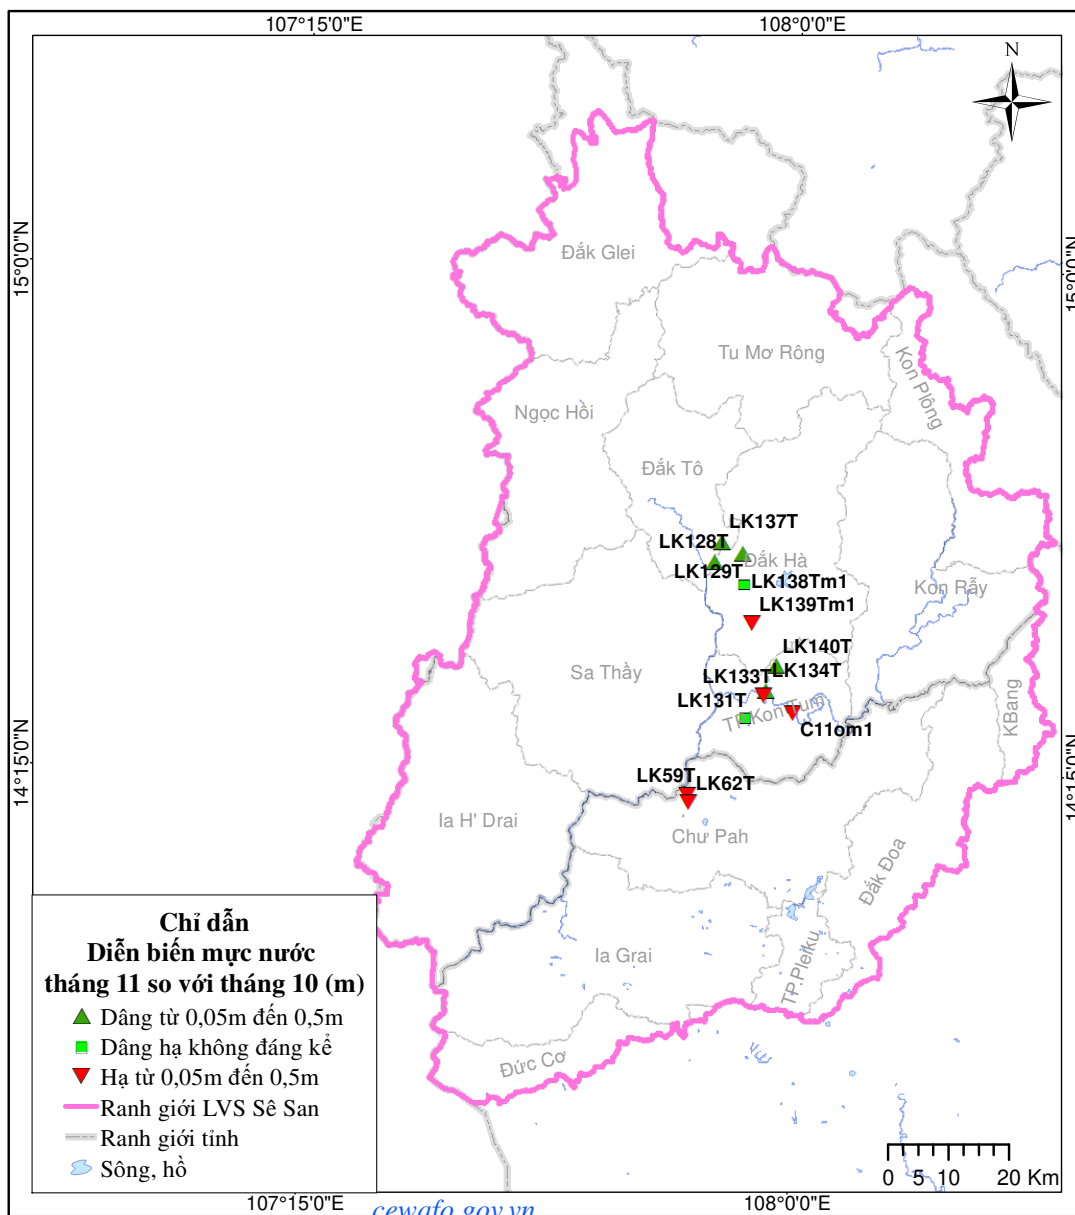 107°15'0"E
108°0'0"E
N
15°0'0"N
15°0'0"N
Đắk Glei
Tu Mơ Rông
Kon Plông
Ngọc Hồi
Đắk Tô
LK137T
LK128T
Đắk Hà
LK129T
LK138Tm1
Kon Rẫy
LK139Tm1
LK140T
Sa Thầy
LK133T
LK134T
LK131T
TP.Kon Tum
C11om1
KBang
14°15'0"N
14°15'0"N
LK59T
LK62T
Ia H' Drai
Chư Pah
Đắk Đoa
Ia Grai
TP.Pleiku
Đức Cơ
Chỉ dẫn
Diễn biến mực nước
tháng 11 so với tháng 10 (m)
Dâng từ 0,05m đến 0,5m
Dâng hạ không đáng kể
Hạ từ 0,05m đến 0,5m
Ranh giới LVS Sê San
Ranh giới tỉnh
Sông, hồ
0 5 10 20 Km
107°15'0"E
108°0'0"E
cewafo.gov.vn